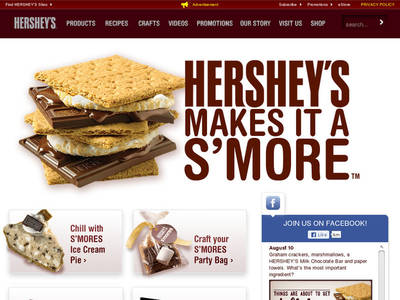 Find HERSHEY'S Sites
Advertisement
Subscribe
Promotions
eStore
PRIVACY POLICY
HERSHEY'S
PRODUCTS
RECIPES
CRAFTS
VIDEOS
PROMOTIONS
OUR STORY
VISIT US
SHOP
search...
HERSHEY'S
MAKES IT A
S'MORE™
Chill with
S'MORES
Ice Cream
Pie ›
Craft your
S'MORES
Party Bag ›
JOIN US ON FACEBOOK!
Like
August 10
Graham crackers, marshmallows, a
HERSHEY'S Milk Chocolate Bar and paper
towels. What's the most important
ingredient?
THINGS ARE ABOUT TO GET